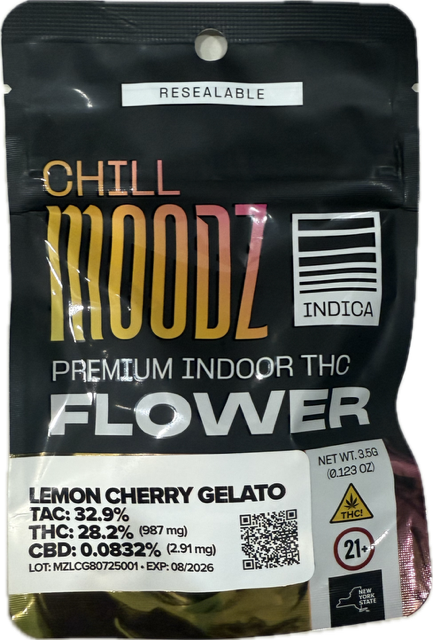 RESEALABLE
CHILL
MOODZ
INDICA
PREMIUM INDOOR THC
FLOWER
NET WT. 3.5G
(0.123 OZ)
LEMON CHERRY GELATO
TAC: 32.9%
THC: 28.2% (987 mg)
CBD: 0.0832% (2.91 mg)
LOT: MZLCG80725001 • EXP: 08/2026
THC!
21+
NEW
YORK
STATE